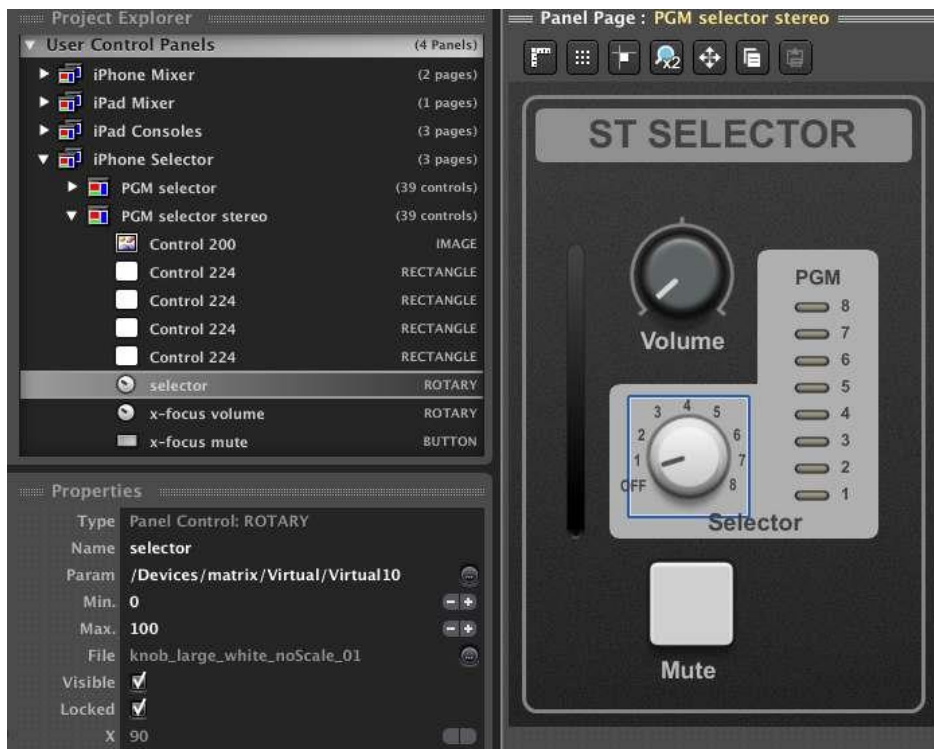 Project Explorer
User Control Panels (4 Panels)
iPhone Mixer (2 pages)
iPad Mixer (1 pages)
iPad Consoles (3 pages)
iPhone Selector (3 pages)
PGM selector (39 controls)
PGM selector stereo (39 controls)
Control 200 IMAGE
Control 224 RECTANGLE
Control 224 RECTANGLE
Control 224 RECTANGLE
Control 224 RECTANGLE
selector ROTARY
x-focus volume ROTARY
x-focus mute BUTTON
Properties
Type Panel Control: ROTARY
Name selector
Param /Devices/matrix/Virtual/Virtual10
Min. 0
Max. 100
File knob_large_white_noScale_01
Visible
Locked
X 90
Panel Page : PGM selector stereo
x2
ST SELECTOR
Volume
PGM
8
7
6
5
4
3
2
1
OFF 1 2 3 4 5 6 7 8
Selector
Mute